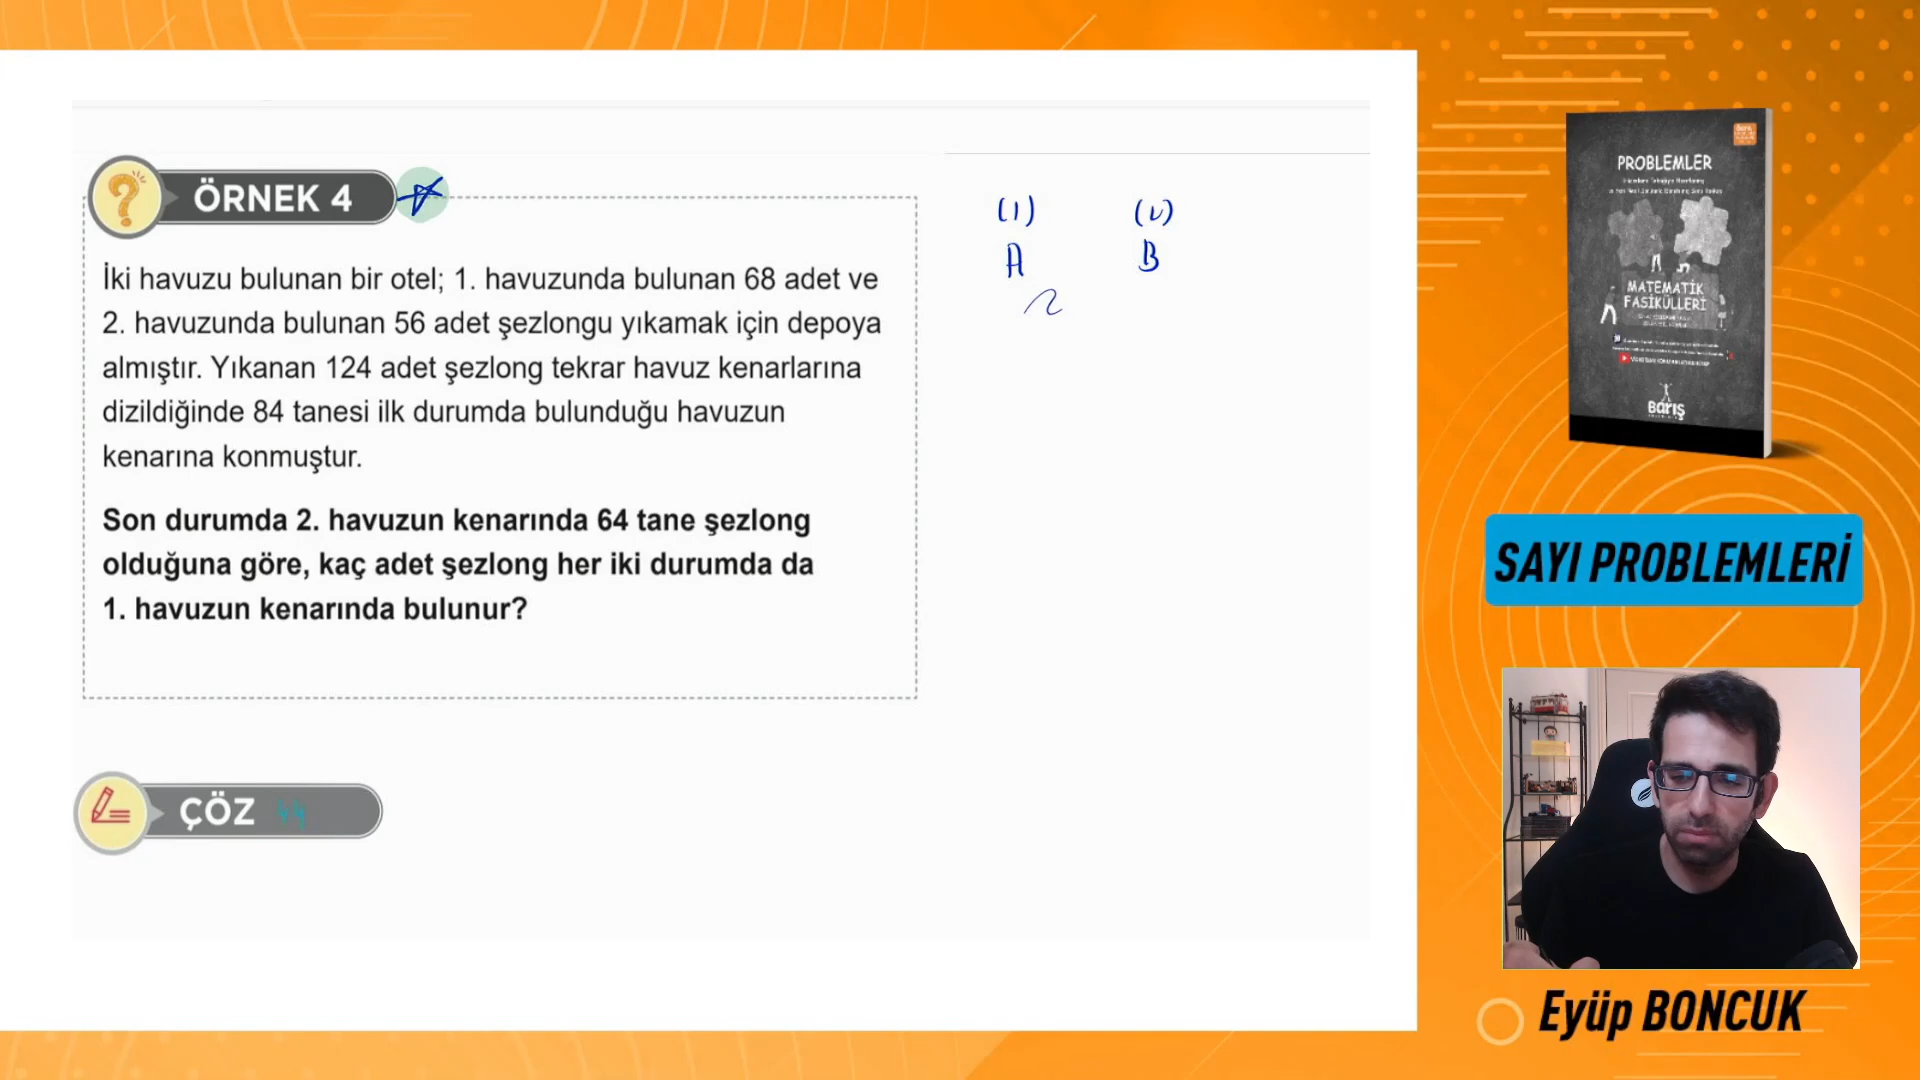 ÖRNEK 4
İki havuzu bulunan bir otel; 1. havuzunda bulunan 68 adet ve
2. havuzunda bulunan 56 adet şezlongu yıkamak için depoya
almıştır. Yıkanan 124 adet şezlong tekrar havuz kenarlarına
dizildiğinde 84 tanesi ilk durumda bulunduğu havuzun
kenarına konmuştur.
Son durumda 2. havuzun kenarında 64 tane şezlong
olduğuna göre, kaç adet şezlong her iki durumda da
1. havuzun kenarında bulunur?
ÇÖZ 44
(1)
A B
PROBLEMLER
MATEMATİK
FASİKÜLLERİ
Barış
SAYI PROBLEMLERİ
Eyüp BONCUK